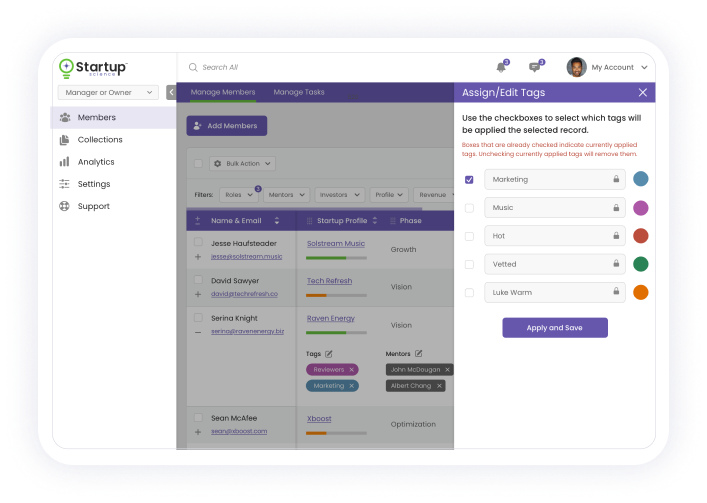 Startup
science
Search All
3
3
My Account
Manager or Owner
Members
Collections
Analytics
Settings
Support
Manage Members
Manage Tasks
Add Members
Bulk Action
Filters:
Roles
3
Mentors
Investors
Profile
Revenue
Name & Email
Startup Profile
Phase
Jesse Haufsteader
jesse@solstream.music
Solstream Music
Growth
David Sawyer
david@techrefresh.co
Tech Refresh
Vision
Serina Knight
serina@ravenenergy.biz
Raven Energy
Vision
Tags
Reviewers ×
Marketing ×
Mentors
John McDougan ×
Albert Chang ×
Sean McAfee
sean@xboost.com
Xboost
Optimization
Assign/Edit Tags
Use the checkboxes to select which tags will
be applied the selected record.
Boxes that are already checked indicate currently applied
tags. Unchecking currently applied tags will remove them.
Marketing
Music
Hot
Vetted
Luke Warm
Apply and Save